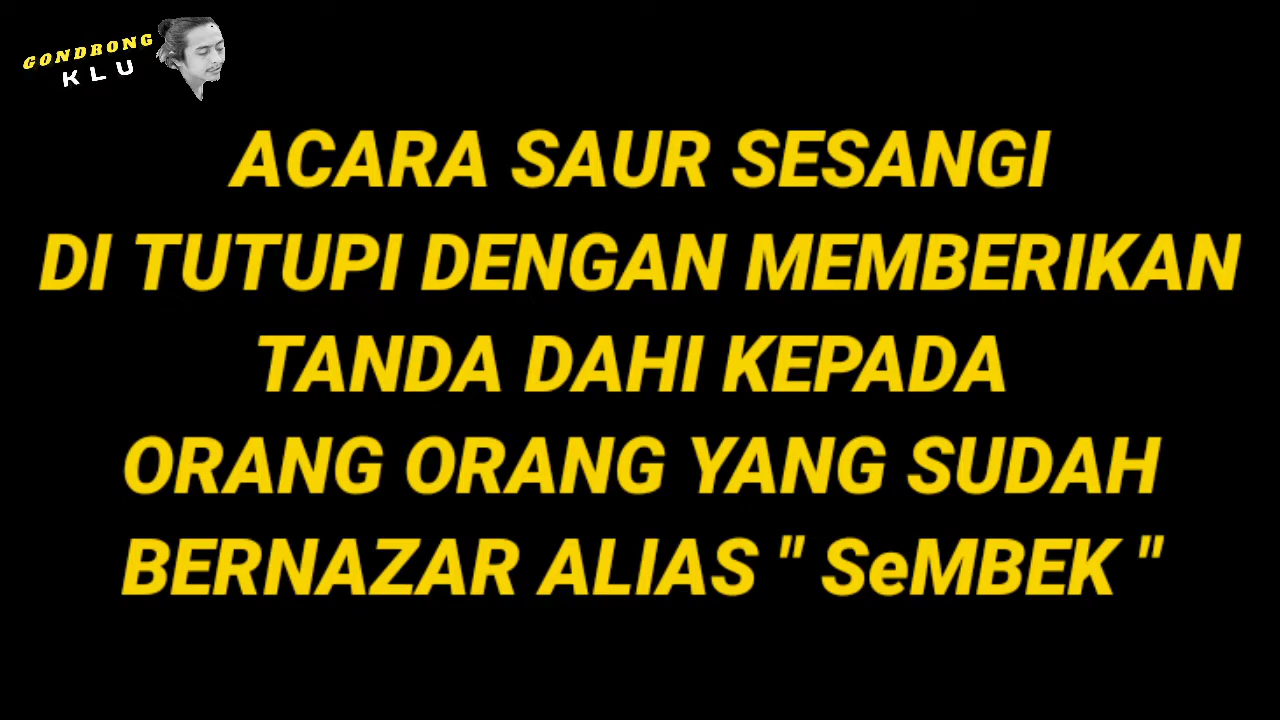 GONDRONG
KLU
ACARA SAUR SESANGI
DI TUTUPI DENGAN MEMBERIKAN
TANDA DAHI KEPADA
ORANG ORANG YANG SUDAH
BERNAZAR ALIAS " SeMBEK "